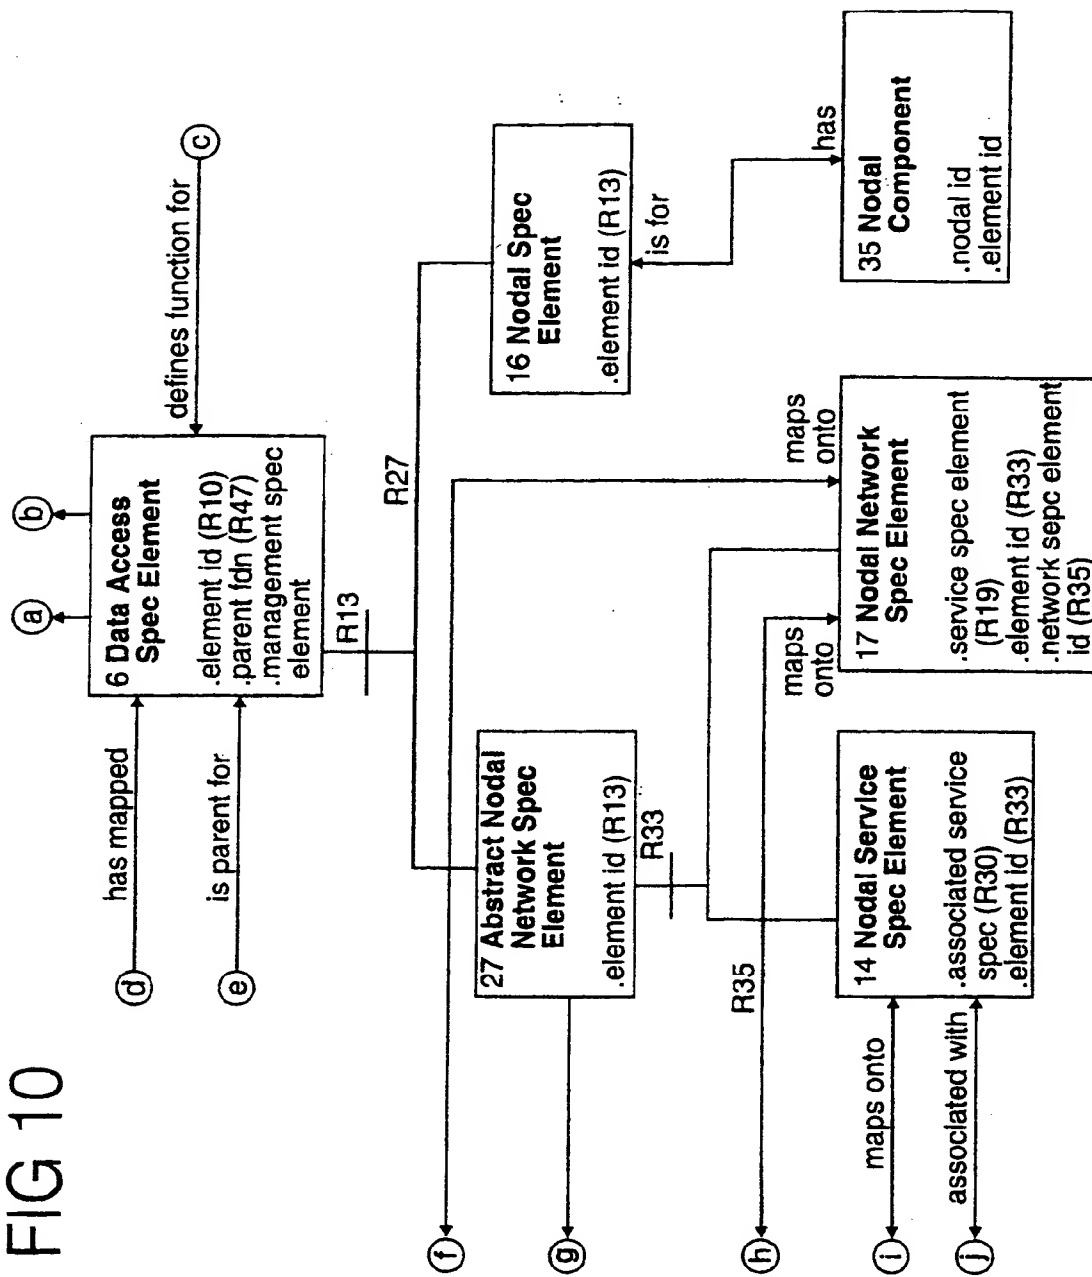 FIG 10
a
b
c
defines function for
d
has mapped
e
is parent for
6 Data Access
Spec Element
.element id (R10)
.parent fdn (R47)
.management spec
element
R13
R27
f
g
27 Abstract Nodal
Network Spec
Element
.element id (R13)
R33
16 Nodal Spec
Element
.element id (R13)
is for
has
h
R35
maps
onto
maps
onto
i
maps onto
j
associated with
14 Nodal Service
Spec Element
.associated service
spec (R30)
.element id (R33)
17 Nodal Network
Spec Element
.service spec element
(R19)
.element id (R33)
.network sepc element
id (R35)
35 Nodal
Component
.nodal id
.element id